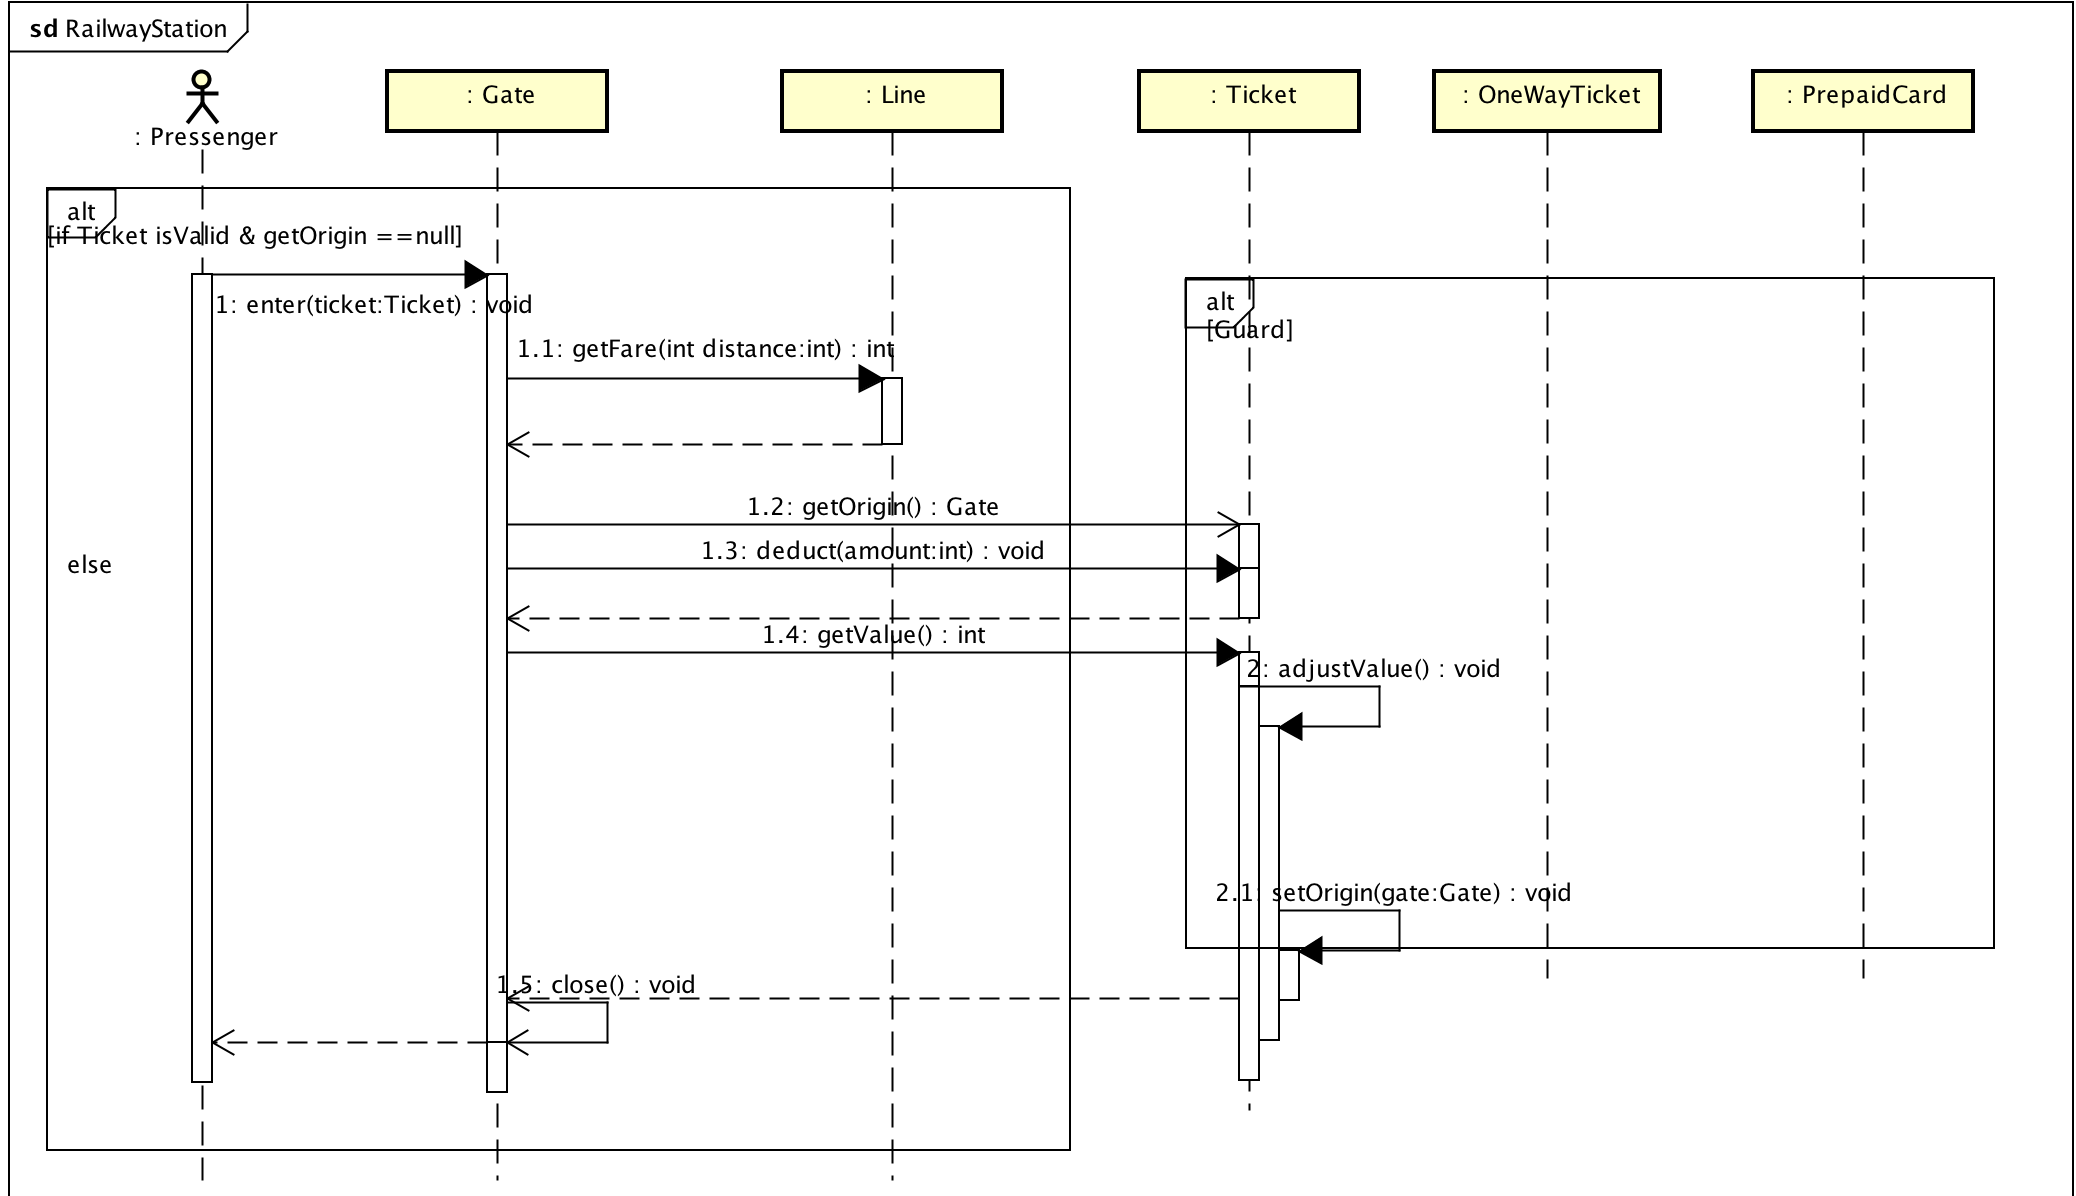 sd RailwayStation
: Pressenger
: Gate
: Line
: Ticket
: OneWayTicket
: PrepaidCard
alt
[if Ticket isValid & getOrigin ==null]
1: enter(ticket:Ticket) : void
alt
[Guard]
1.1: getFare(int distance:int) : int
1.2: getOrigin() : Gate
1.3: deduct(amount:int) : void
else
1.4: getValue() : int
2: adjustValue() : void
2.1: setOrigin(gate:Gate) : void
1.5: close() : void